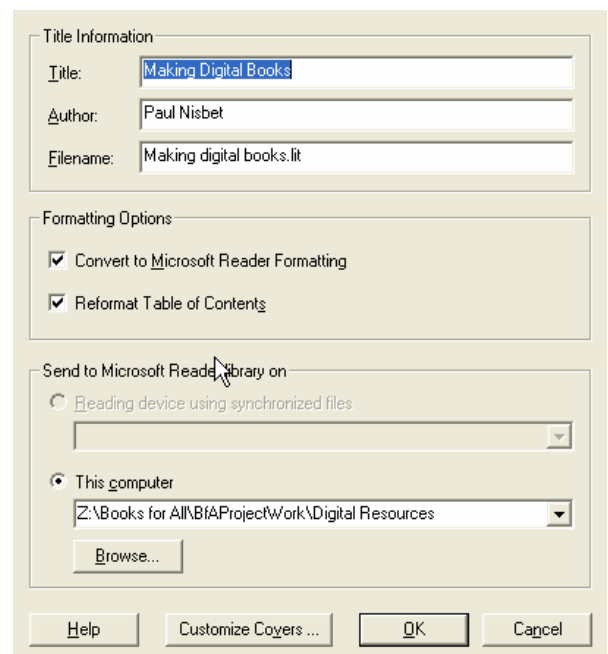 Title Information
Title: Making Digital Books
Author: Paul Nisbet
Filename: Making digital books.lit
Formatting Options
Convert to Microsoft Reader Formatting
Reformat Table of Contents
Send to Microsoft Reader library on
Reading device using synchronized files
This computer
Z:\Books for All\BfAProjectWork\Digital Resources
Browse...
Help Customize Covers ... OK Cancel